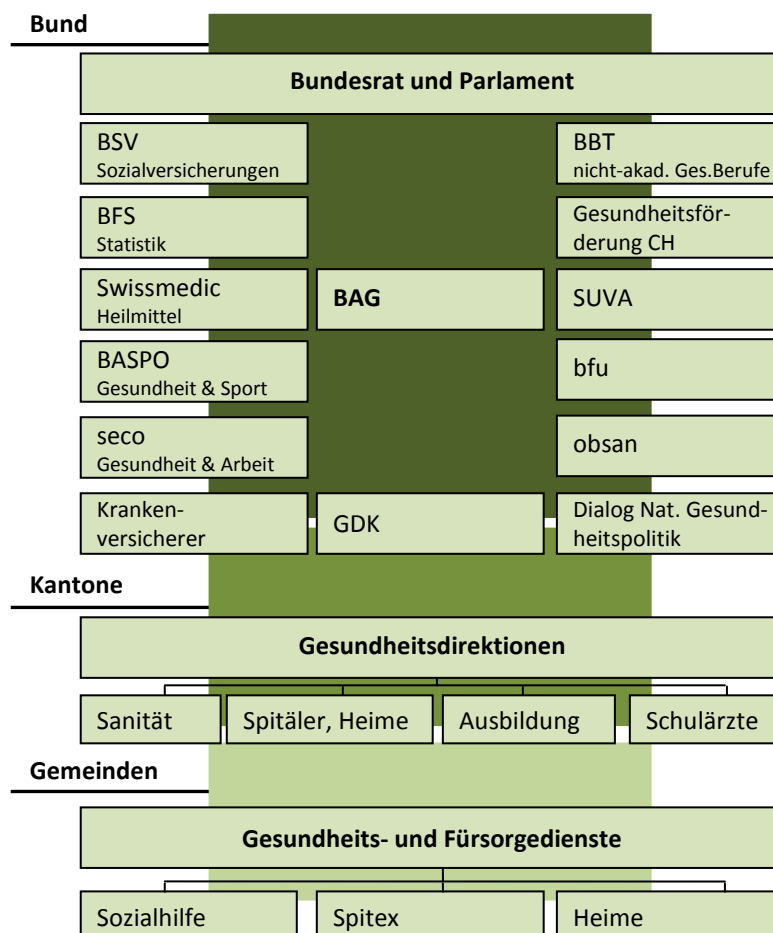 Bund
Bundesrat und Parlament
BSV
Sozialversicherungen
BBT
nicht-akad. Ges.Berufe
BFS
Statistik
Gesundheitsför-
derung CH
Swissmedic
Heilmittel
BAG
SUVA
BASPO
Gesundheit & Sport
bfu
seco
Gesundheit & Arbeit
obsan
Kranken-
versicherer
GDK
Dialog Nat. Gesund-
heitspolitik
Kantone
Gesundheitsdirektionen
Sanität
Spitäler, Heime
Ausbildung
Schulärzte
Gemeinden
Gesundheits- und Fürsorgedienste
Sozialhilfe
Spitex
Heime